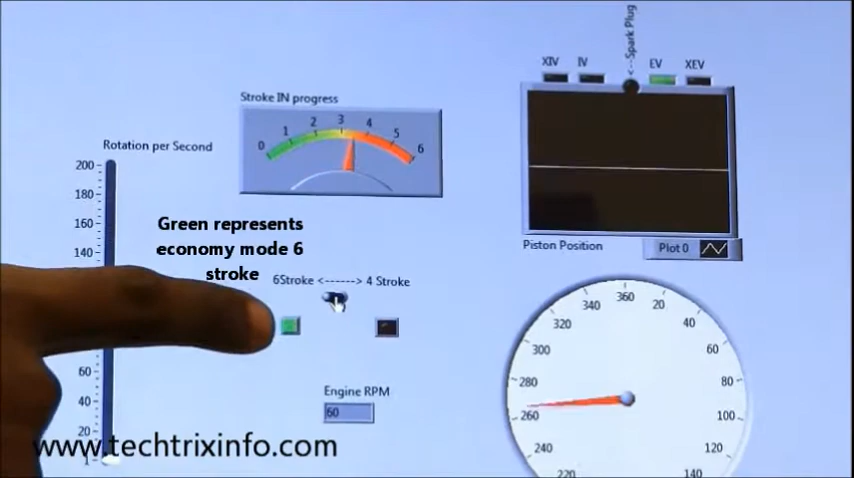 <--Spark Plug
XIV IV EV XEV
Stroke IN progress
0 1 2 3 4 5 6
Rotation per Second
200
180
160
140
60
40
20
1
Green represents
economy mode 6
stroke
6Stroke <------> 4 Stroke
Engine RPM
60
Piston Position
Plot 0
360
20
40
60
80
100
120
140
220
240
260
280
300
320
340
www.techtrixinfo.com